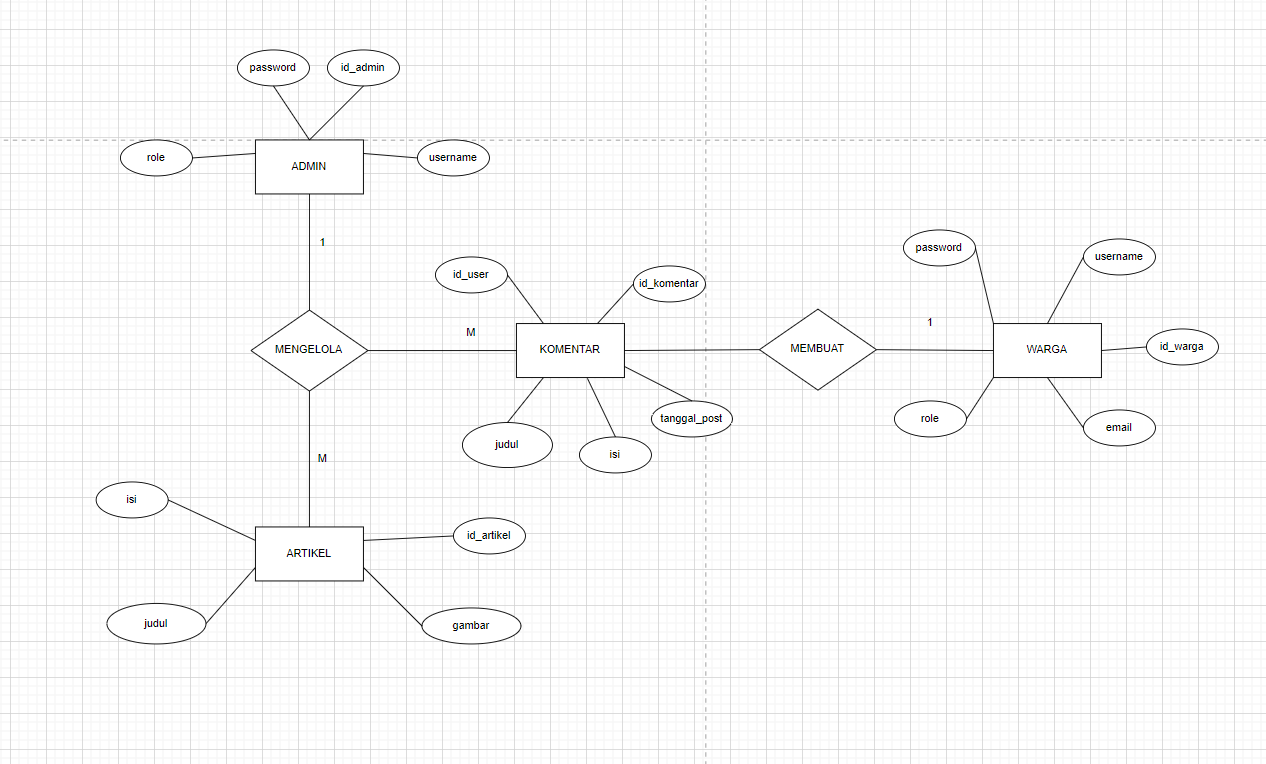 password
id_admin
role
ADMIN
username
1
password
username
id_user
id_komentar
M
1
MENGELOLA
KOMENTAR
MEMBUAT
WARGA
id_warga
judul
isi
tanggal_post
role
email
M
isi
ARTIKEL
id_artikel
judul
gambar